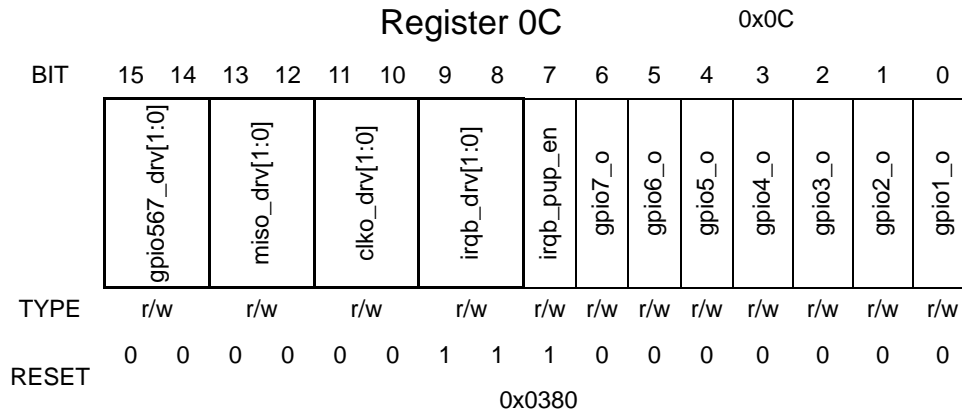 Register 0C 0x0C
BIT 15 14 13 12 11 10 9 8 7 6 5 4 3 2 1 0
gpio567_drv[1:0] miso_drv[1:0] clko_drv[1:0] irqb_drv[1:0] irqb_pup_en gpio7_o gpio6_o gpio5_o gpio4_o gpio3_o gpio2_o gpio1_o
TYPE r/w r/w r/w r/w r/w r/w r/w r/w r/w r/w r/w r/w
RESET 0 0 0 0 0 0 1 1 1 0 0 0 0 0 0 0
0x0380